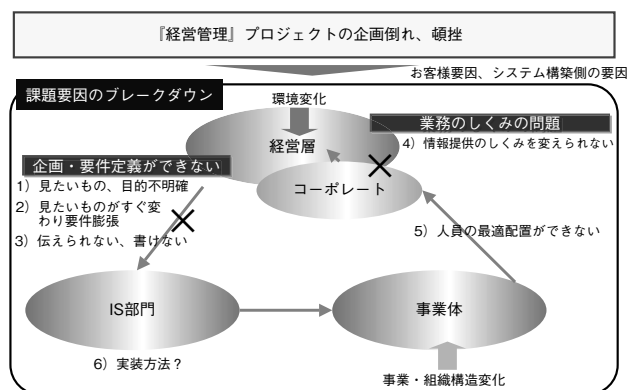 『経営管理』プロジェクトの企画倒れ、頓挫
お客様要因、システム構築側の要因
課題要因のブレークダウン
環境変化
経営層
業務のしくみの問題
4）情報提供のしくみを変えられない
企画・要件定義ができない
1）見たいもの、目的不明確
2）見たいものがすぐ変
わり要件膨張
3）伝えられない、書けない
コーポレート
5）人員の最適配置ができない
IS部門
事業体
6）実装方法？
事業・組織構造変化